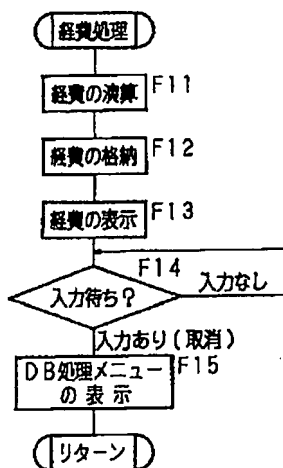 経費処理
経費の演算 F11
経費の格納 F12
経費の表示 F13
F14
入力待ち? 入力なし
入力あり(取消)
DB処理メニュー F15
の表示
リターン